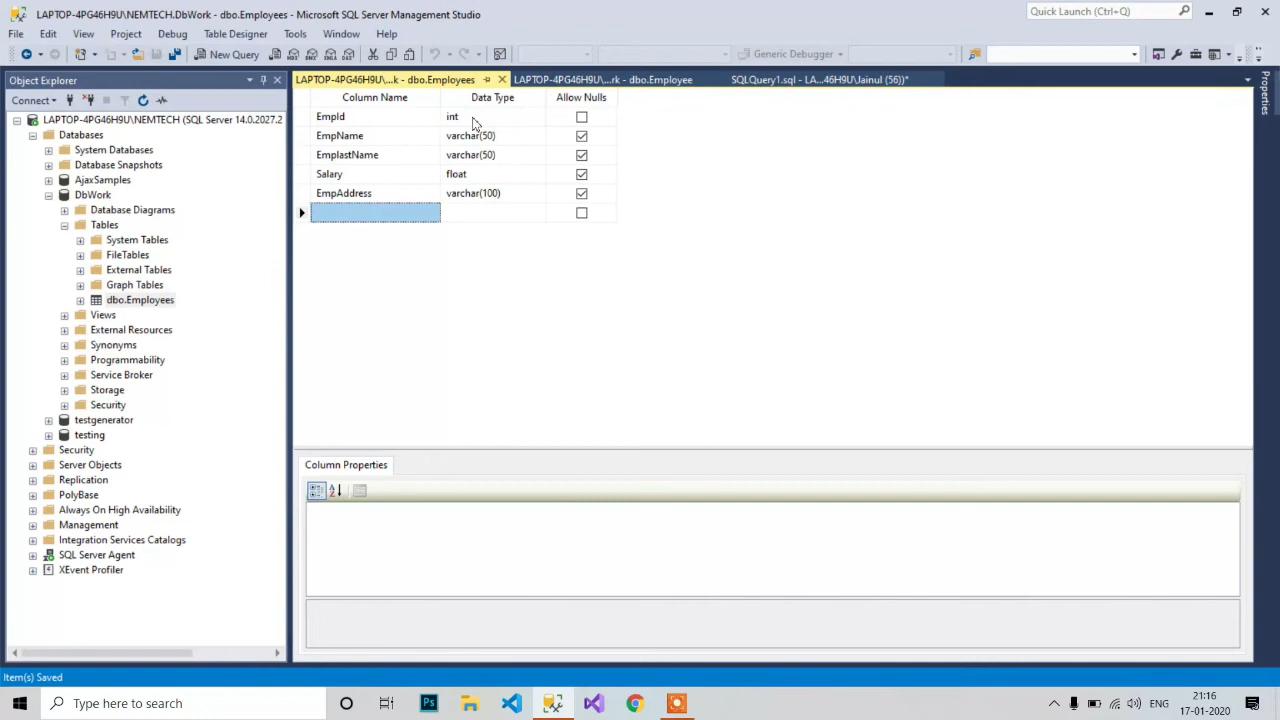 LAPTOP-4PG46H9U\NEMTECH.DbWork - dbo.Employees - Microsoft SQL Server Management Studio
Quick Launch (Ctrl+Q)
File Edit View Project Debug Table Designer Tools Window Help
New Query
Generic Debugger
Object Explorer
LAPTOP-4PG46H9U\...k - dbo.Employees
LAPTOP-4PG46H9U\...rk - dbo.Employee
SQLQuery1.sql - LA...46H9U\Jainul (56))*
Properties
Connect
Column Name Data Type Allow Nulls
EmpId int
EmpName varchar(50)
EmplastName varchar(50)
Salary float
EmpAddress varchar(100)
LAPTOP-4PG46H9U\NEMTECH (SQL Server 14.0.2027.2
Databases
System Databases
Database Snapshots
AjaxSamples
DbWork
Database Diagrams
Tables
System Tables
FileTables
External Tables
Graph Tables
dbo.Employees
Views
External Resources
Synonyms
Programmability
Service Broker
Storage
Security
testgenerator
testing
Security
Server Objects
Replication
PolyBase
Always On High Availability
Management
Integration Services Catalogs
SQL Server Agent
XEvent Profiler
Column Properties
Item(s) Saved
Type here to search
Ps
ENG
21:16
17-01-2020